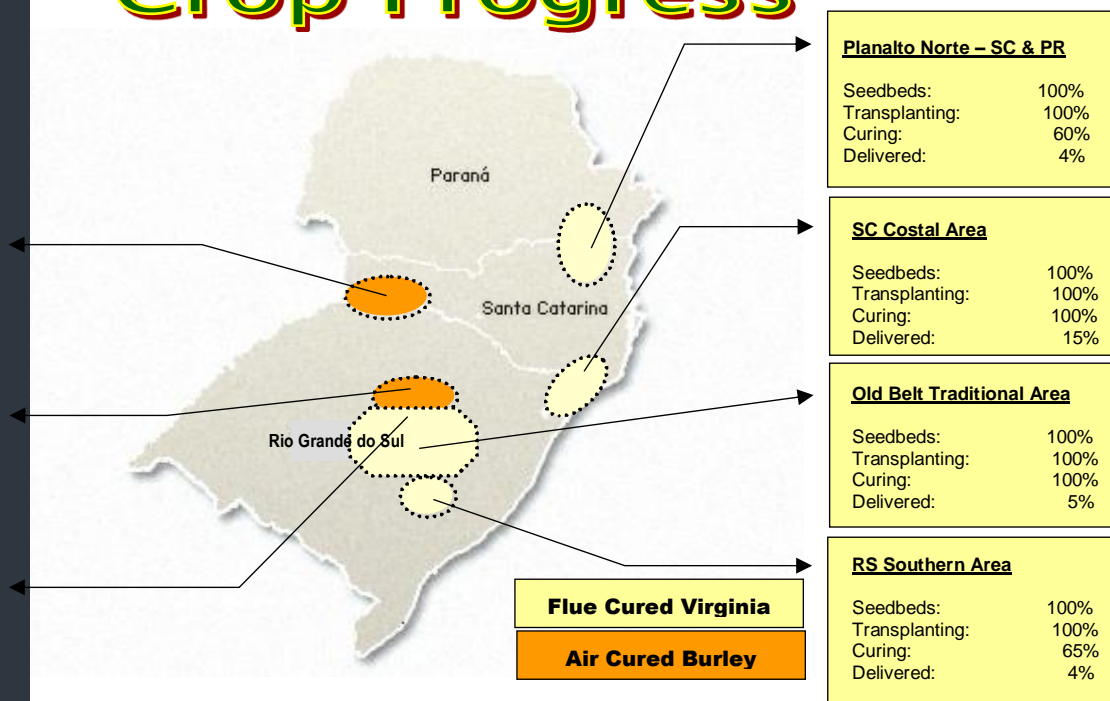 Crop Progress
Paraná
Santa Catarina
Rio Grande do Sul
Flue Cured Virginia
Air Cured Burley
Planalto Norte – SC & PR
Seedbeds: 100%
Transplanting: 100%
Curing: 60%
Delivered: 4%
SC Costal Area
Seedbeds: 100%
Transplanting: 100%
Curing: 100%
Delivered: 15%
Old Belt Traditional Area
Seedbeds: 100%
Transplanting: 100%
Curing: 100%
Delivered: 5%
RS Southern Area
Seedbeds: 100%
Transplanting: 100%
Curing: 65%
Delivered: 4%